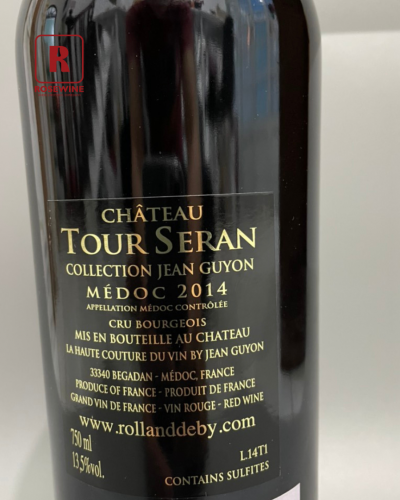 R
CHÂTEAU
TOUR SERAN
COLLECTION JEAN GUYON
MÉDOC 2014
APPELLATION MÉDOC CONTRÔLÉE
CRU BOURGEOIS
MIS EN BOUTEILLE AU CHATEAU
LA HAUTE COUTURE DU VIN BY JEAN GUYON
33340 BEGADAN - MÉDOC, FRANCE
PRODUCE OF FRANCE - PRODUIT DE FRANCE
GRAND VIN DE FRANCE - VIN ROUGE - RED WINE
www.rollanddeby.com
750 ml
13,5%vol.
L.14T1
CONTAINS SULFITES